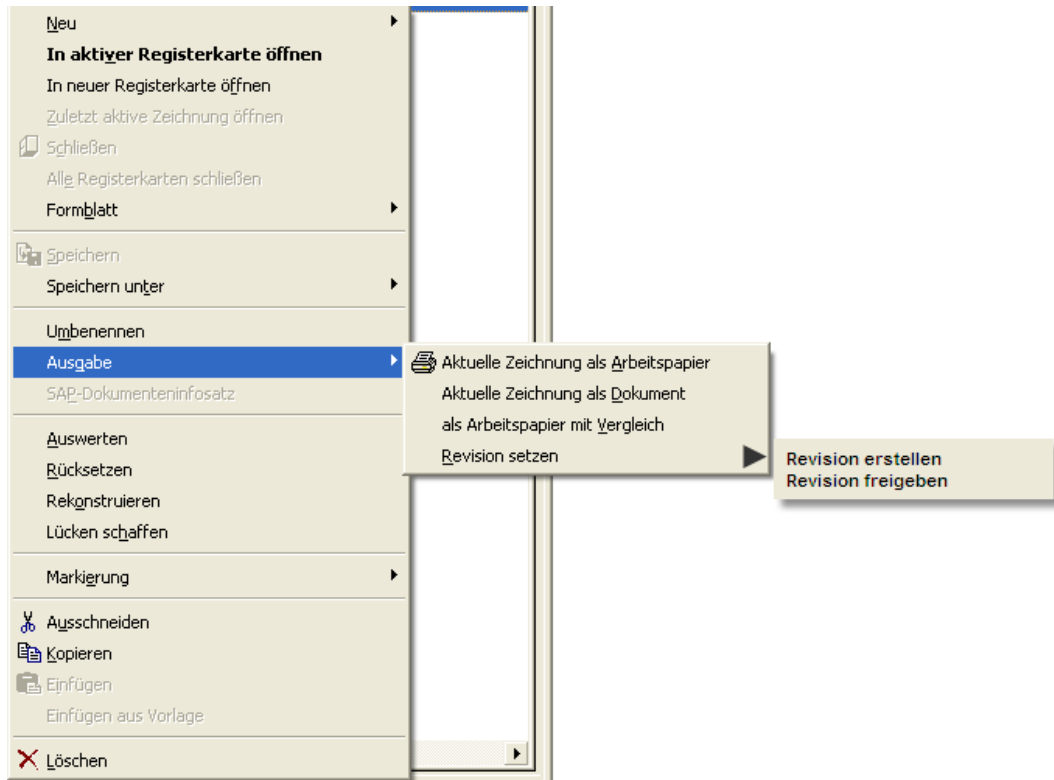 Neu
In aktiver Registerkarte öffnen
In neuer Registerkarte öffnen
Zuletzt aktive Zeichnung öffnen
Schließen
Alle Registerkarten schließen
Formblatt
Speichern
Speichern unter
Umbenennen
Ausgabe
SAP-Dokumenteninfosatz
Auswerten
Rücksetzen
Rekonstruieren
Lücken schaffen
Markierung
Ausschneiden
Kopieren
Einfügen
Einfügen aus Vorlage
Löschen
Aktuelle Zeichnung als Arbeitspapier
Aktuelle Zeichnung als Dokument
als Arbeitspapier mit Vergleich
Revision setzen
Revision erstellen
Revision freigeben